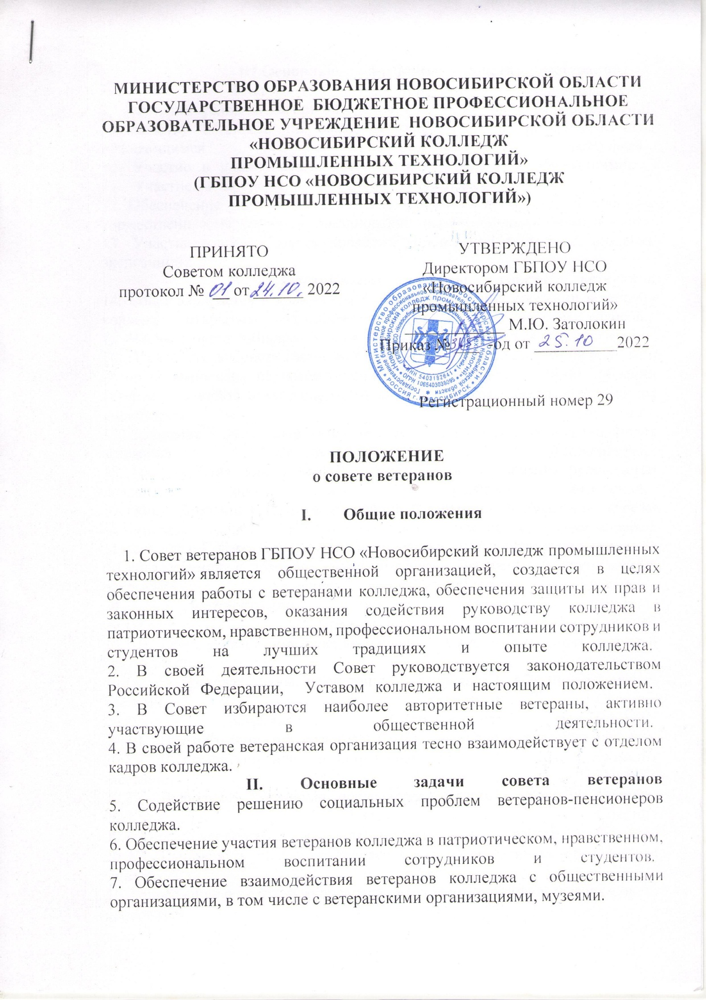 МИНИСТЕРСТВО ОБРАЗОВАНИЯ НОВОСИБИРСКОЙ ОБЛАСТИ
ГОСУДАРСТВЕННОЕ БЮДЖЕТНОЕ ПРОФЕССИОНАЛЬНОЕ
ОБРАЗОВАТЕЛЬНОЕ УЧРЕЖДЕНИЕ НОВОСИБИРСКОЙ ОБЛАСТИ
«НОВОСИБИРСКИЙ КОЛЛЕДЖ
ПРОМЫШЛЕННЫХ ТЕХНОЛОГИЙ»
(ГБПОУ НСО «НОВОСИБИРСКИЙ КОЛЛЕДЖ
ПРОМЫШЛЕННЫХ ТЕХНОЛОГИЙ»)
ПРИНЯТО
Советом колледжа
протокол № 01 от 24.10. 2022
УТВЕРЖДЕНО
Директором ГБПОУ НСО
«Новосибирский колледж
промышленных технологий»
____________ М.Ю. Затолокин
Приказ № -од от 25.10 2022
Министерство образования Новосибирской области
РОССИЯ г. НОВОСИБИРСК
ИНН 5403182641
ОГРН 1065403038095
Регистрационный номер 29
ПОЛОЖЕНИЕ
о совете ветеранов
I. Общие положения
1. Совет ветеранов ГБПОУ НСО «Новосибирский колледж промышленных
технологий» является общественной организацией, создается в целях
обеспечения работы с ветеранами колледжа, обеспечения защиты их прав и
законных интересов, оказания содействия руководству колледжа в
патриотическом, нравственном, профессиональном воспитании сотрудников и
студентов на лучших традициях и опыте колледжа.
2. В своей деятельности Совет руководствуется законодательством
Российской Федерации, Уставом колледжа и настоящим положением.
3. В Совет избираются наиболее авторитетные ветераны, активно
участвующие в общественной деятельности.
4. В своей работе ветеранская организация тесно взаимодействует с отделом
кадров колледжа.
II. Основные задачи совета ветеранов
5. Содействие решению социальных проблем ветеранов-пенсионеров
колледжа.
6. Обеспечение участия ветеранов колледжа в патриотическом, нравственном,
профессиональном воспитании сотрудников и студентов.
7. Обеспечение взаимодействия ветеранов колледжа с общественными
организациями, в том числе с ветеранскими организациями, музеями.